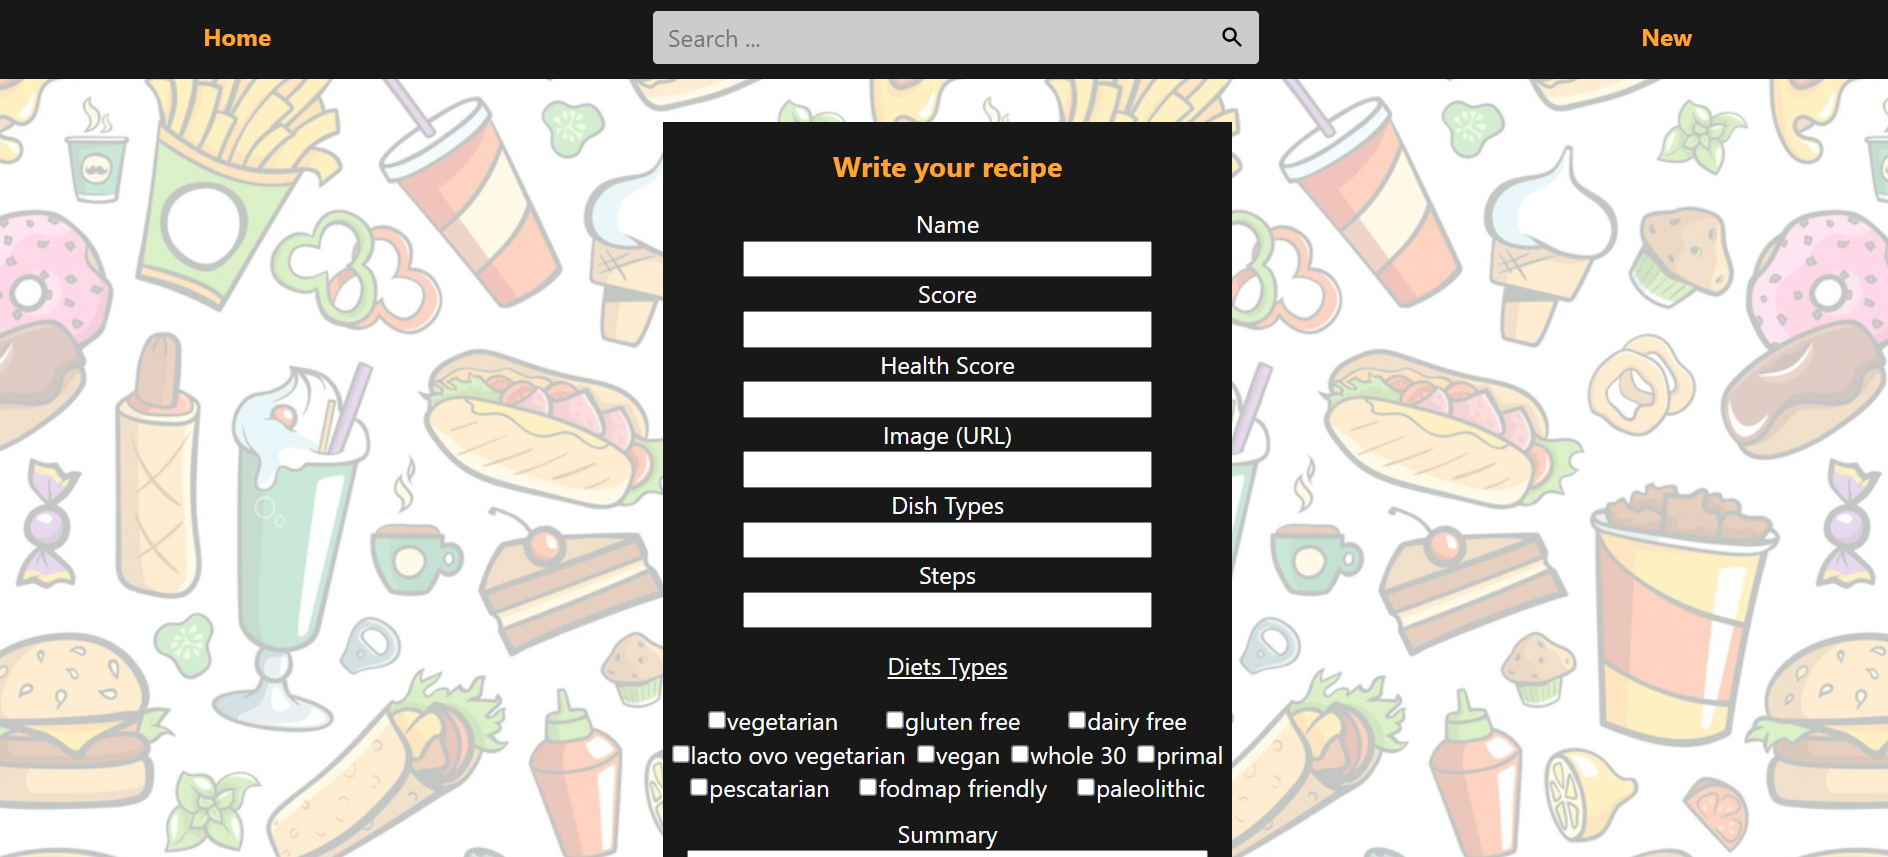 Home
Search ...
New
Write your recipe
Name
Score
Health Score
Image (URL)
Dish Types
Steps
Diets Types
vegetarian gluten free dairy free
lacto ovo vegetarian vegan whole 30 primal
pescatarian fodmap friendly paleolithic
Summary